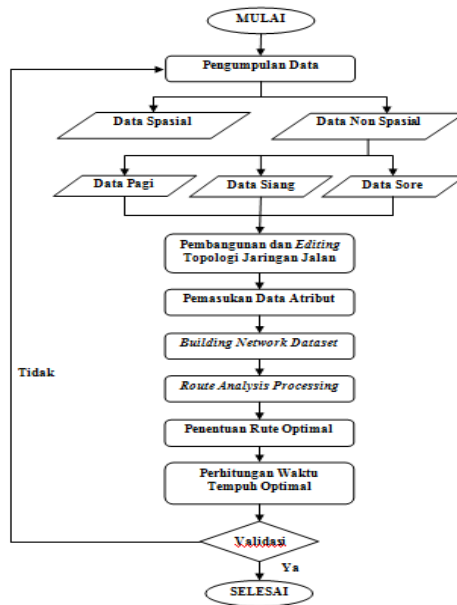 MULAI
Pengumpulan Data
Data Spasial
Data Non Spasial
Data Pagi
Data Siang
Data Sore
Pembangunan dan Editing
Topologi Jaringan Jalan
Pemasukan Data Atribut
Building Network Dataset
Tidak
Route Analysis Processing
Penentuan Rute Optimal
Perhitungan Waktu
Tempuh Optimal
Validasi
Ya
SELESAI